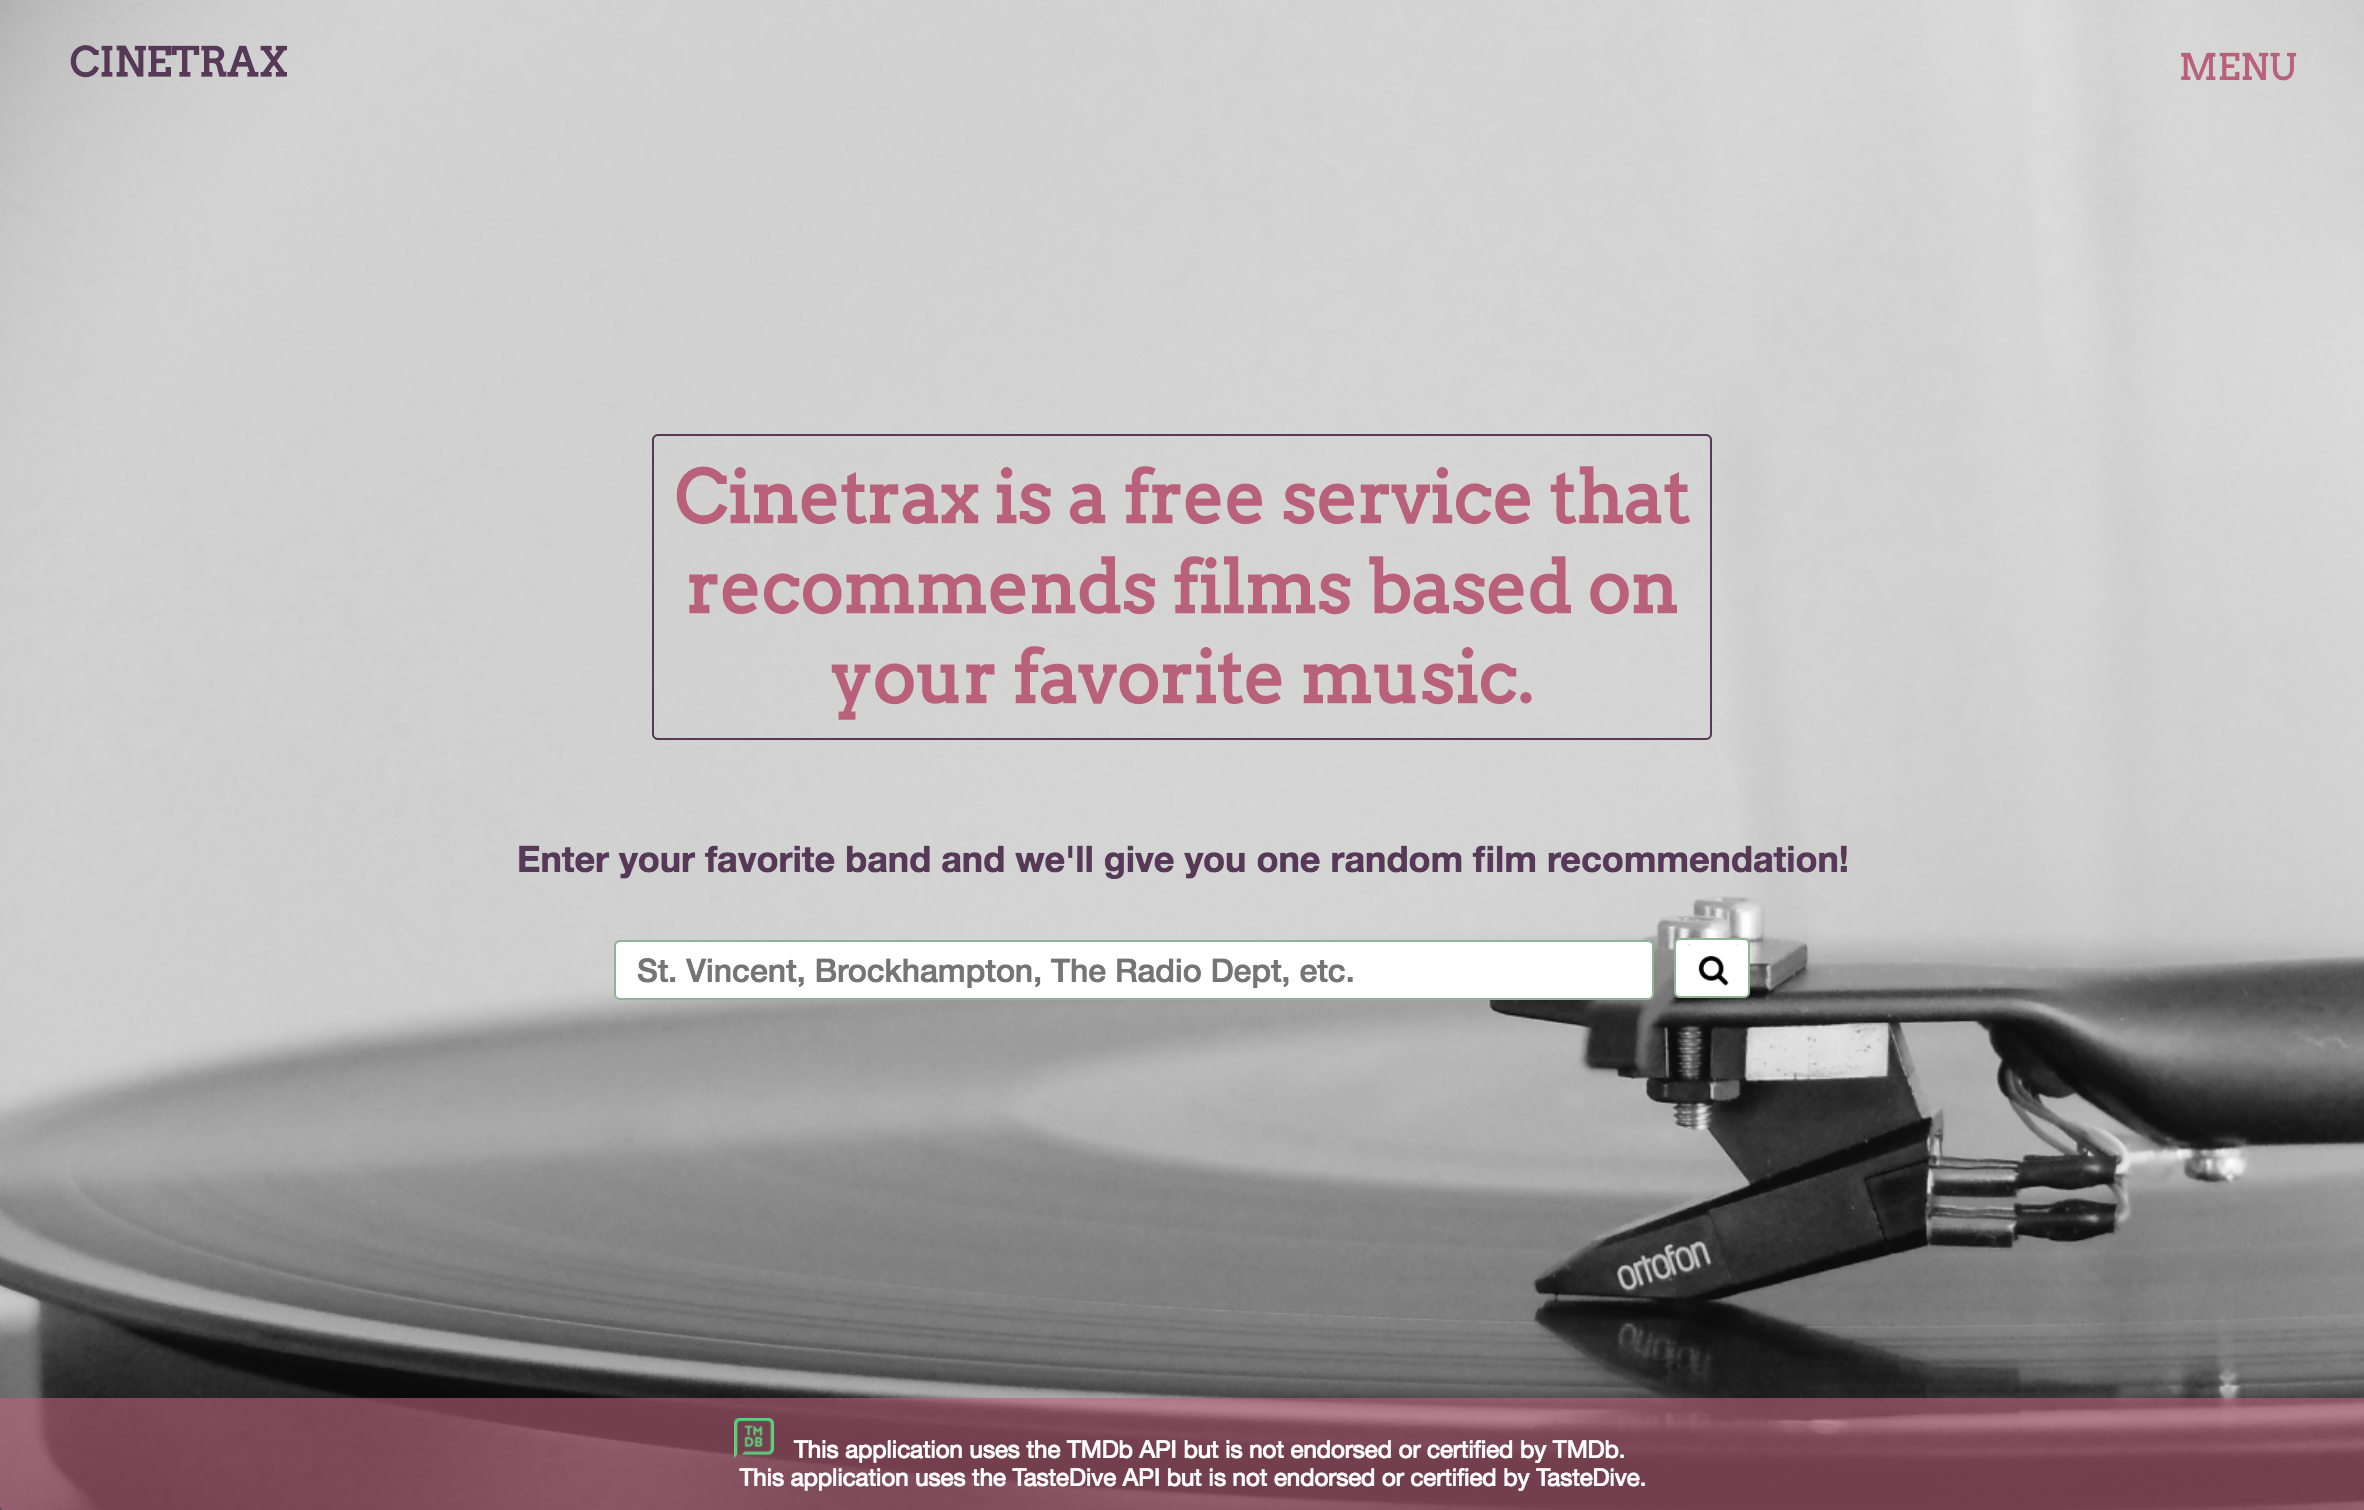 CINETRAX
MENU
Cinetrax is a free service that
recommends films based on
your favorite music.
Enter your favorite band and we'll give you one random film recommendation!
St. Vincent, Brockhampton, The Radio Dept, etc.
ortofon
TM
DB
This application uses the TMDb API but is not endorsed or certified by TMDb.
This application uses the TasteDive API but is not endorsed or certified by TasteDive.